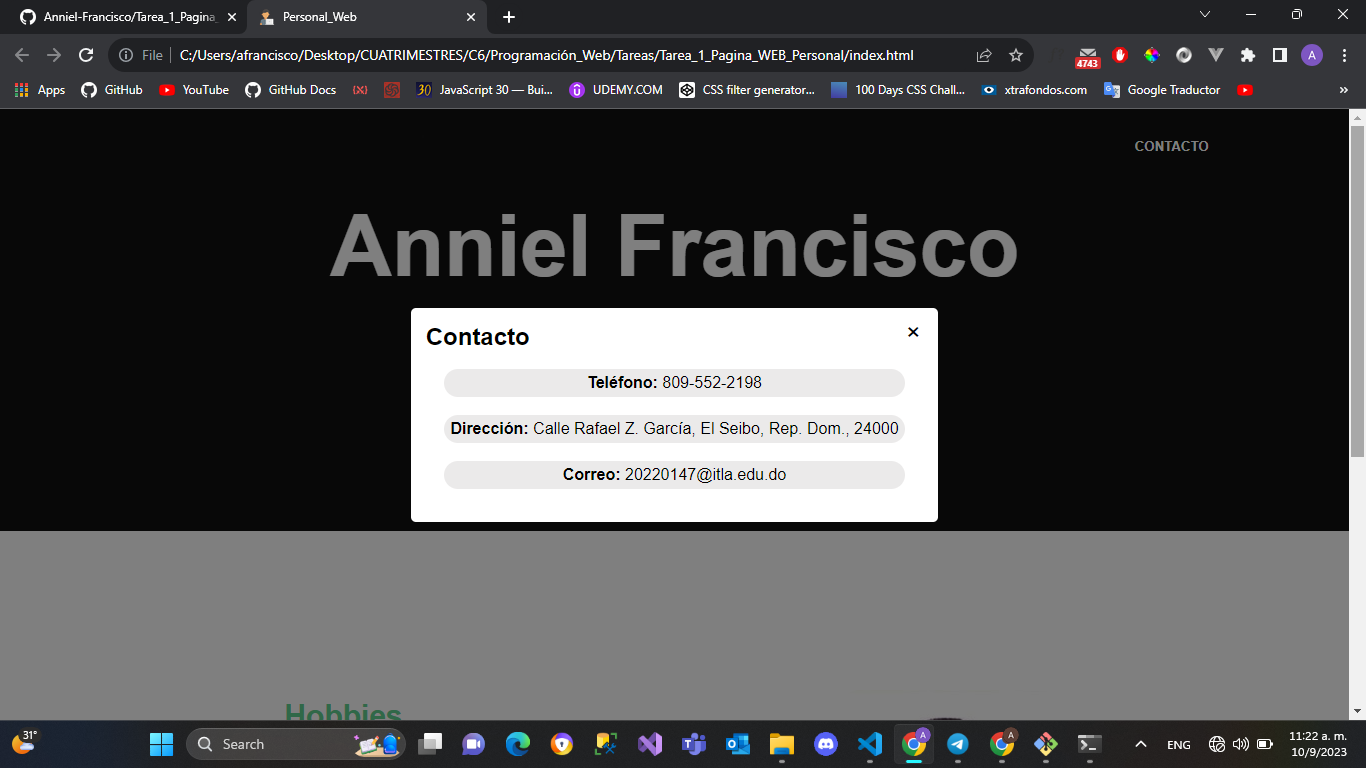 Anniel-Francisco/Tarea_1_Pagina_
Personal_Web
File
C:/Users/afrancisco/Desktop/CUATRIMESTRES/C6/Programación_Web/Tareas/Tarea_1_Pagina_WEB_Personal/index.html
4743
A
Apps
GitHub
YouTube
GitHub Docs
30
JavaScript 30 — Bui...
UDEMY.COM
CSS filter generator...
100 Days CSS Chall...
xtrafondos.com
Google Traductor
»
CONTACTO
Anniel Francisco
Contacto
Teléfono: 809-552-2198
Dirección: Calle Rafael Z. García, El Seibo, Rep. Dom., 24000
Correo: 20220147@itla.edu.do
Hobbies
31°
Search
A
A
ENG
11:22 a. m.
10/9/2023